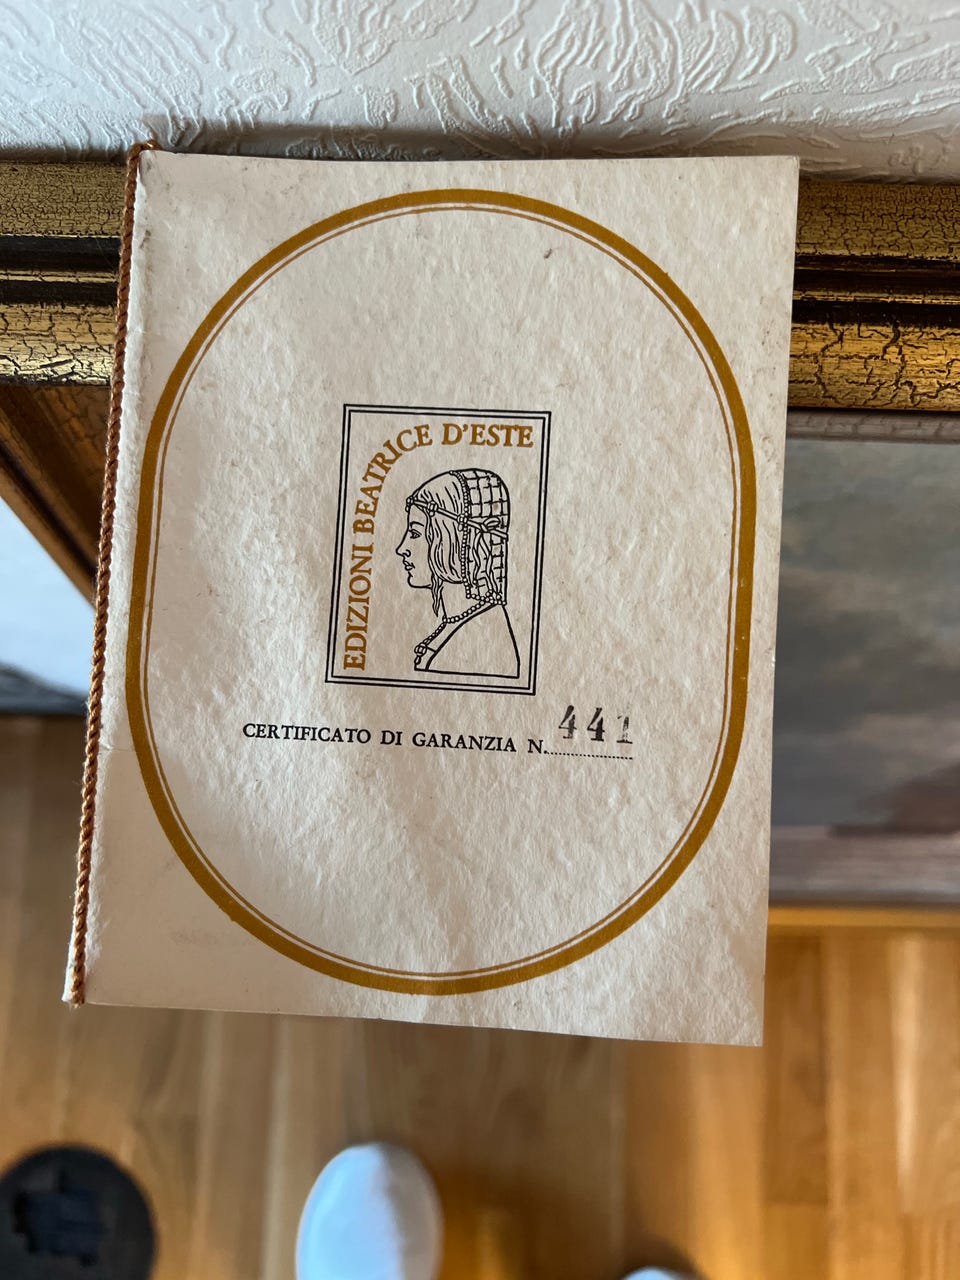 EDIZIONI BEATRICE D'ESTE
CERTIFICATO DI GARANZIA N. 441